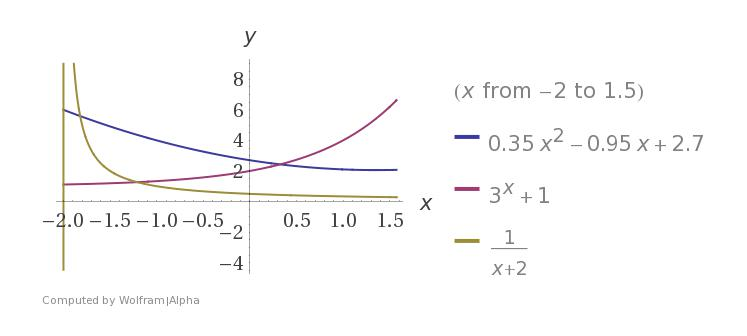 y
8
6
4
2
−2.0 −1.5 −1.0 −0.5 0.5 1.0 1.5 x
−2
−4
(x from −2 to 1.5)
0.35 x² − 0.95 x + 2.7
3ˣ + 1
1
x+2
Computed by Wolfram|Alpha